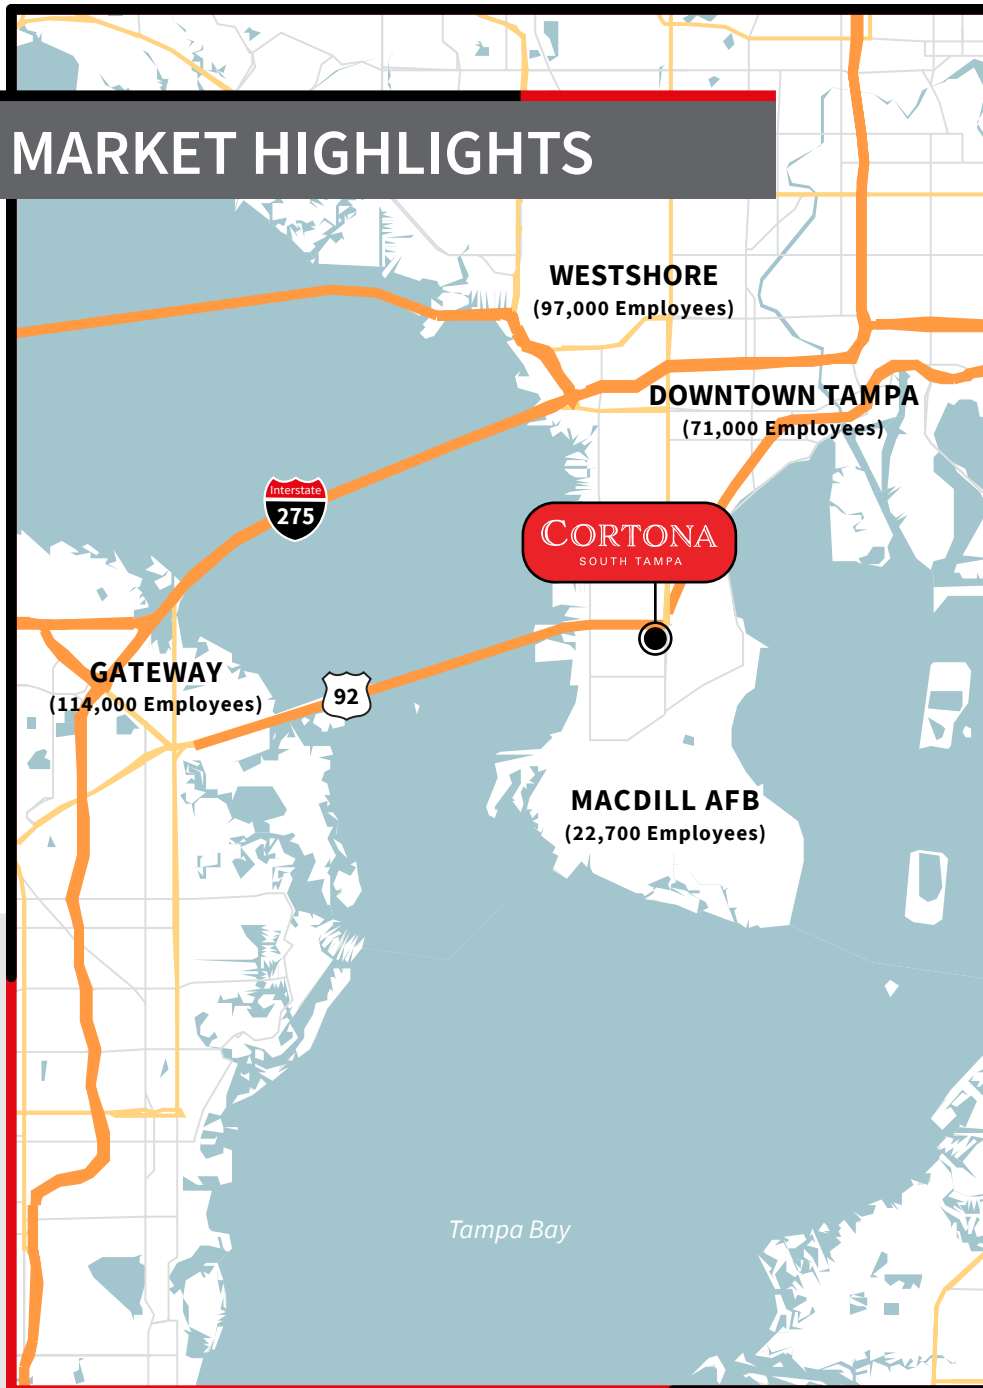 MARKET HIGHLIGHTS
WESTSHORE
(97,000 Employees)
DOWNTOWN TAMPA
(71,000 Employees)
Interstate
275
CORTONA
SOUTH TAMPA
GATEWAY
(114,000 Employees)
92
MACDILL AFB
(22,700 Employees)
Tampa Bay